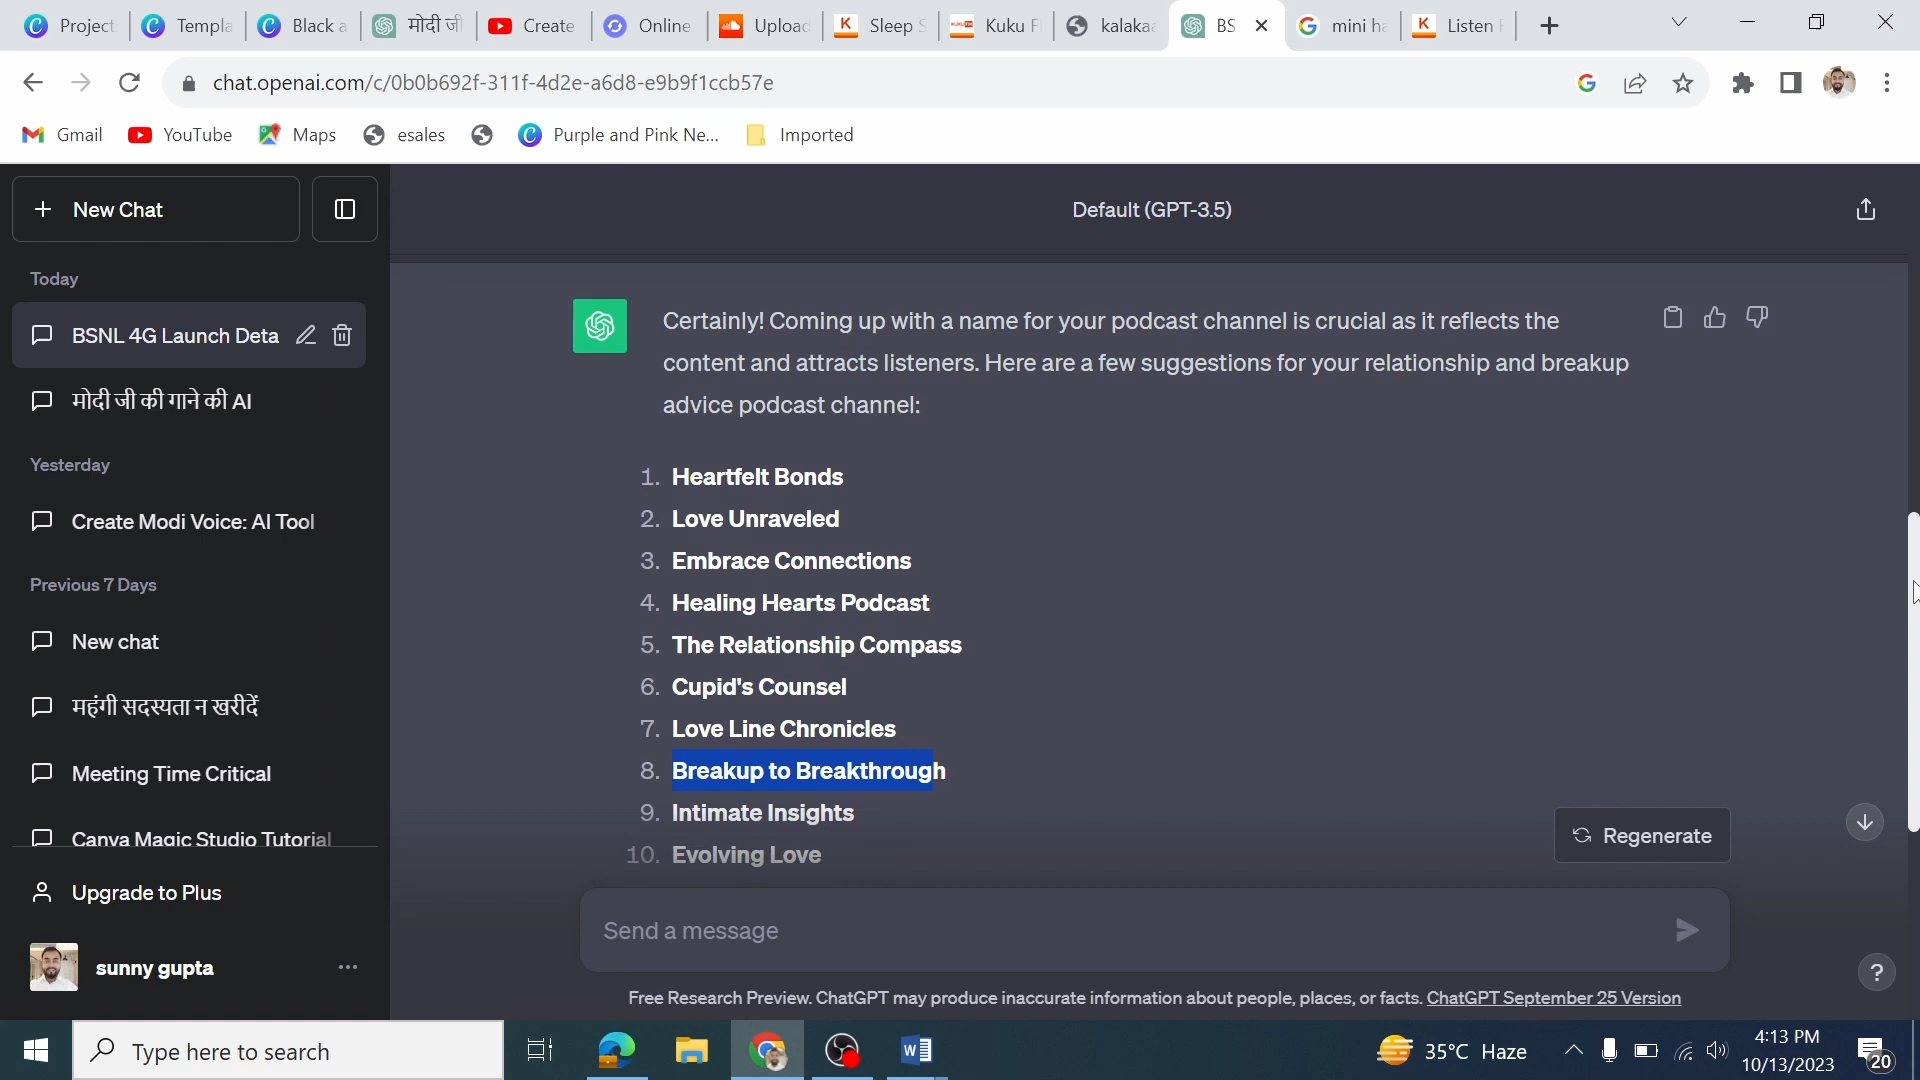 Project
Templa
Black a
मोदी जी
Create
Online
Upload
Sleep S
Kuku F
kalakaa
BS
mini ha
Listen
chat.openai.com/c/0b0b692f-311f-4d2e-a6d8-e9b9f1ccb57e
Gmail
YouTube
Maps
esales
Purple and Pink Ne...
Imported
New Chat
Default (GPT-3.5)
Today
BSNL 4G Launch Deta
मोदी जी की गाने की AI
Yesterday
Create Modi Voice: AI Tool
Previous 7 Days
New chat
महंगी सदस्यता न खरीदें
Meeting Time Critical
Canva Magic Studio Tutorial
Upgrade to Plus
sunny gupta
Certainly! Coming up with a name for your podcast channel is crucial as it reflects the
content and attracts listeners. Here are a few suggestions for your relationship and breakup
advice podcast channel:
1. Heartfelt Bonds
2. Love Unraveled
3. Embrace Connections
4. Healing Hearts Podcast
5. The Relationship Compass
6. Cupid's Counsel
7. Love Line Chronicles
8. Breakup to Breakthrough
9. Intimate Insights
10. Evolving Love
Regenerate
Send a message
?
Free Research Preview. ChatGPT may produce inaccurate information about people, places, or facts. ChatGPT September 25 Version
Type here to search
35°C Haze
4:13 PM
10/13/2023
20